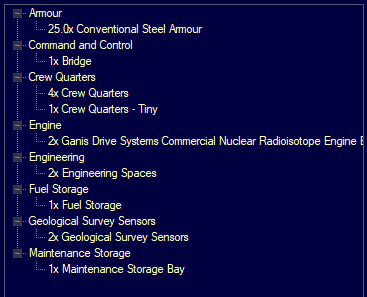 Armour
25.0x Conventional Steel Armour
Command and Control
1x Bridge
Crew Quarters
4x Crew Quarters
1x Crew Quarters - Tiny
Engine
2x Ganis Drive Systems Commercial Nuclear Radioisotope Engine E
Engineering
2x Engineering Spaces
Fuel Storage
1x Fuel Storage
Geological Survey Sensors
2x Geological Survey Sensors
Maintenance Storage
1x Maintenance Storage Bay